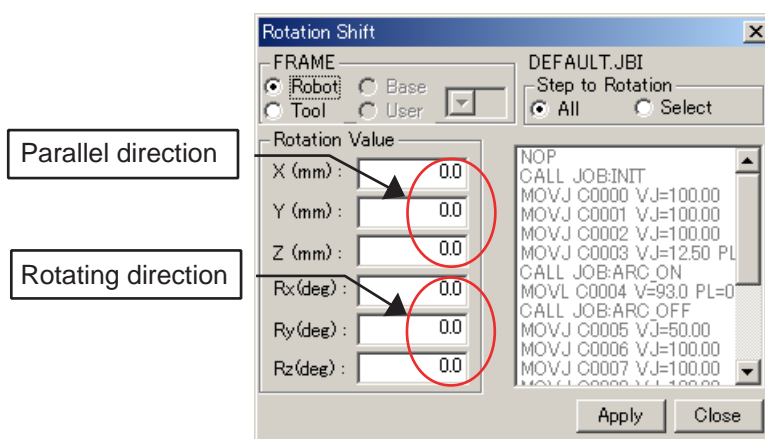 Rotation Shift
FRAME
Robot
Base
Tool
User
DEFAULT.JBI
Step to Rotation
All
Select
Parallel direction
Rotating direction
Rotation Value
X (mm) : 0.0
Y (mm) : 0.0
Z (mm) : 0.0
Rx(deg) : 0.0
Ry(deg) : 0.0
Rz(deg) : 0.0
NOP
CALL JOB:INIT
MOVJ C0000 VJ=100.00
MOVJ C0001 VJ=100.00
MOVJ C0002 VJ=100.00
MOVJ C0003 VJ=12.50 PL
CALL JOB:ARC_ON
MOVL C0004 V=93.0 PL=0
CALL JOB:ARC_OFF
MOVJ C0005 VJ=50.00
MOVJ C0006 VJ=100.00
MOVJ C0007 VJ=100.00
Apply
Close